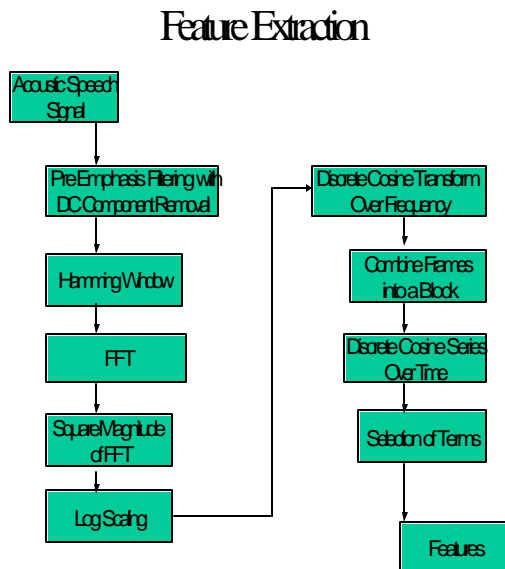 Feature Extraction
Acoustic Speech
Signal
Pre Emphasis Filtering with
DC Component Removal
Hamming Window
FFT
Square Magnitude
of FFT
Log Scaling
Discrete Cosine Transform
Over Frequency
Combine Frames
into a Block
Discrete Cosine Series
Over Time
Selection of Terms
Features